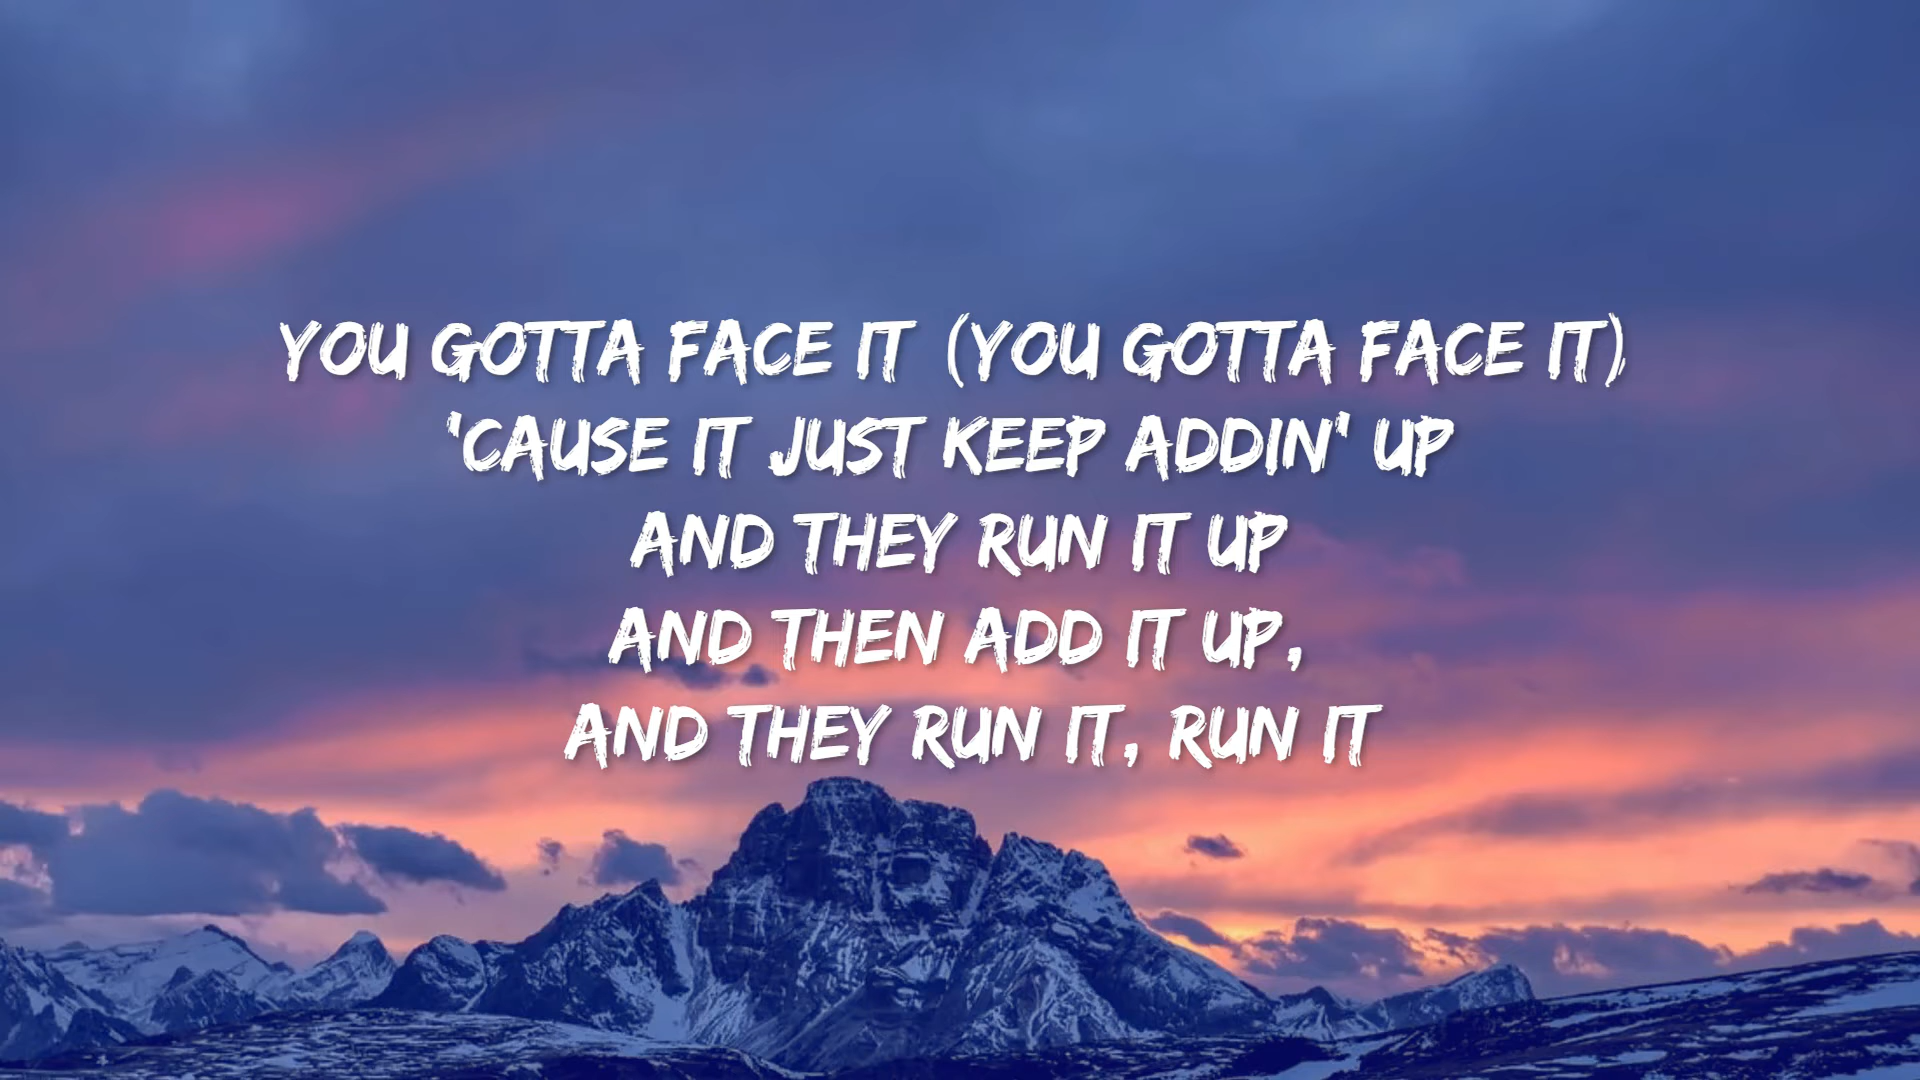 YOU GOTTA FACE IT (YOU GOTTA FACE IT)
'CAUSE IT JUST KEEP ADDIN' UP
AND THEY RUN IT UP
AND THEN ADD IT UP,
AND THEY RUN IT, RUN IT